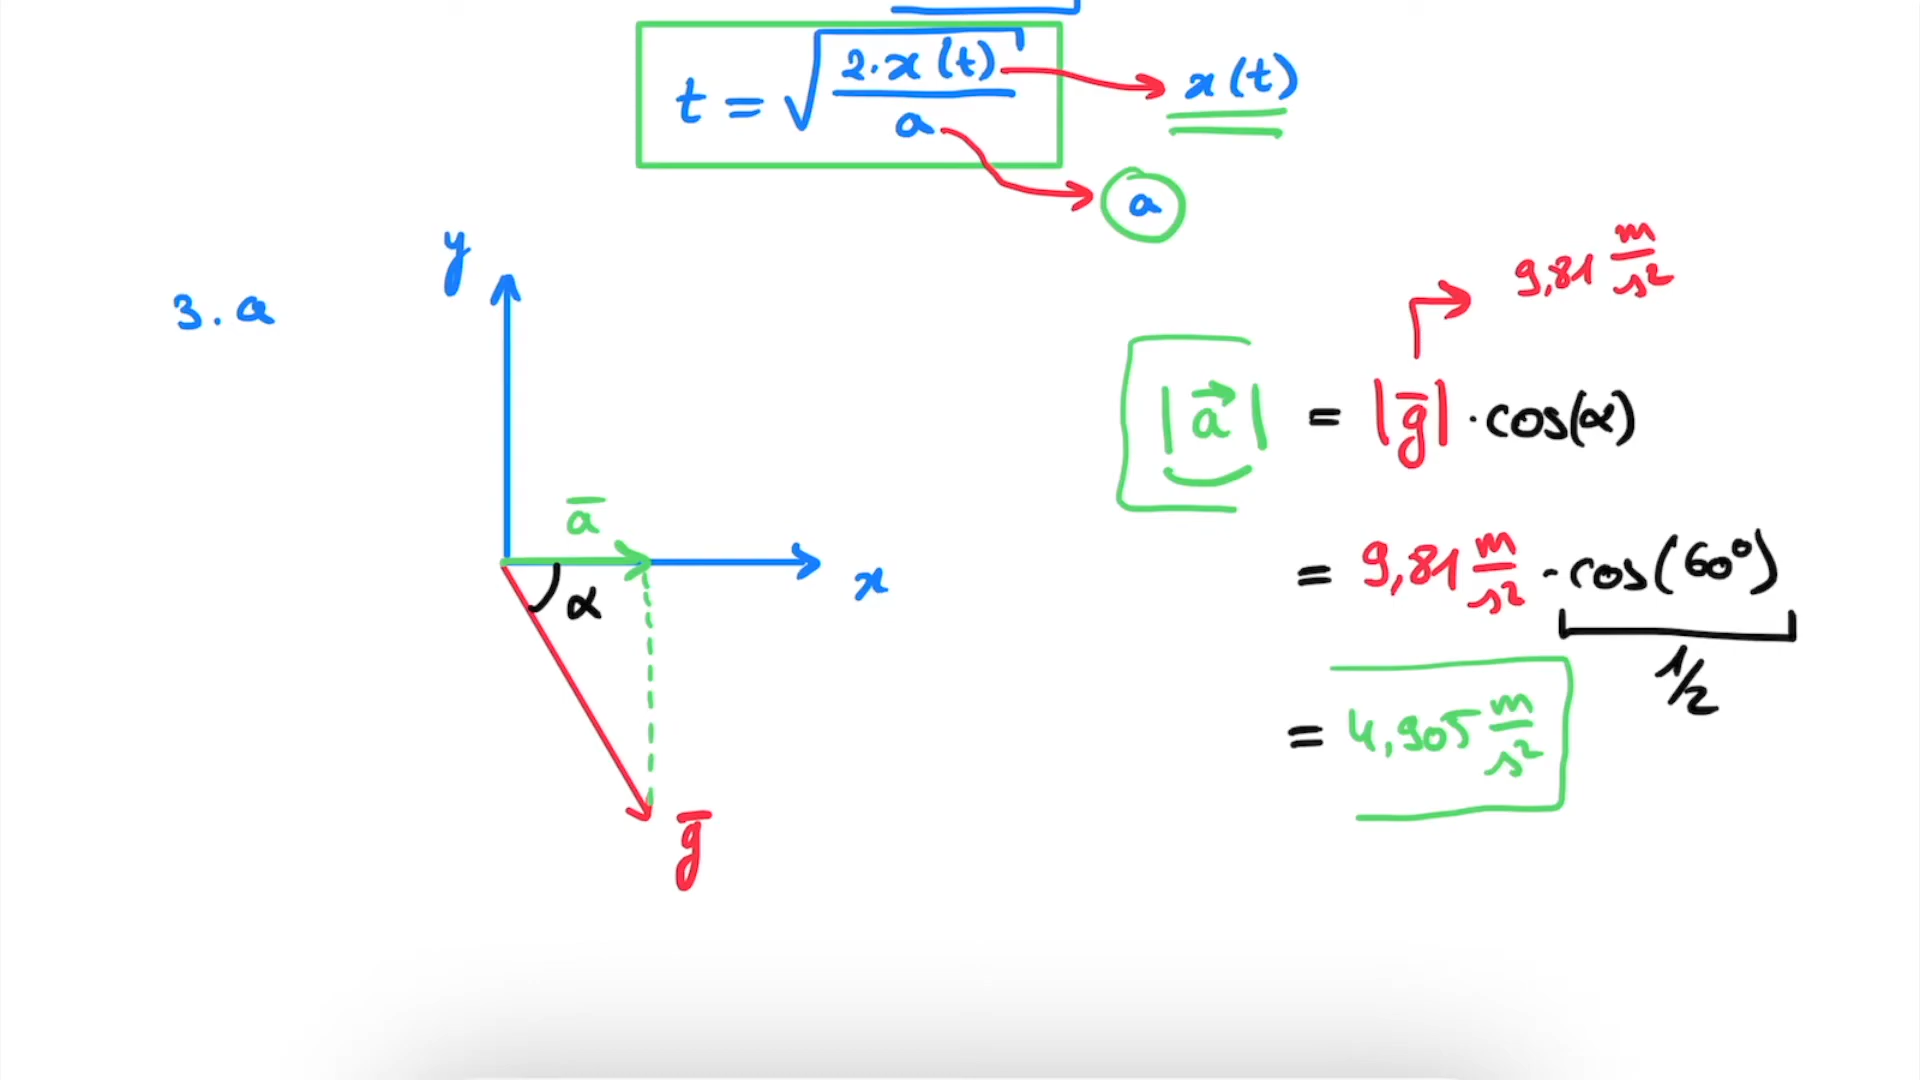 t = √(2·x(t)/a) → x(t)
a
3. a
y
x
a̅
α
g̅
9,81 m/s²
|a⃗| = |g̅| · cos(α)
= 9,81 m/s² · cos(60°)
1/2
= 4,905 m/s²